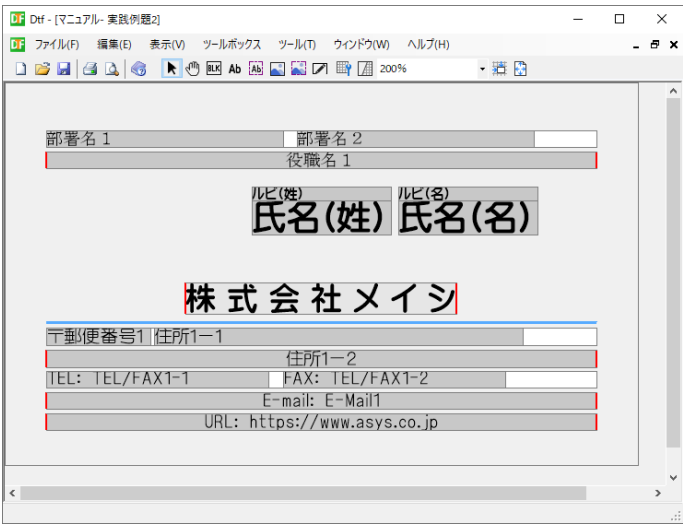 DTF Dtf - [マニュアル- 実践例題2]
DTF ファイル(F) 編集(E) 表示(V) ツールボックス ツール(T) ウィンドウ(W) ヘルプ(H)
BLK Ab Ab 200%
部署名1 部署名2
役職名1
ルビ(姓) ルビ(名)
氏名(姓) 氏名(名)
株式会社メイシ
〒郵便番号1 住所1-1
住所1-2
TEL: TEL/FAX1-1 FAX: TEL/FAX1-2
E-mail: E-Mail1
URL: https://www.asys.co.jp